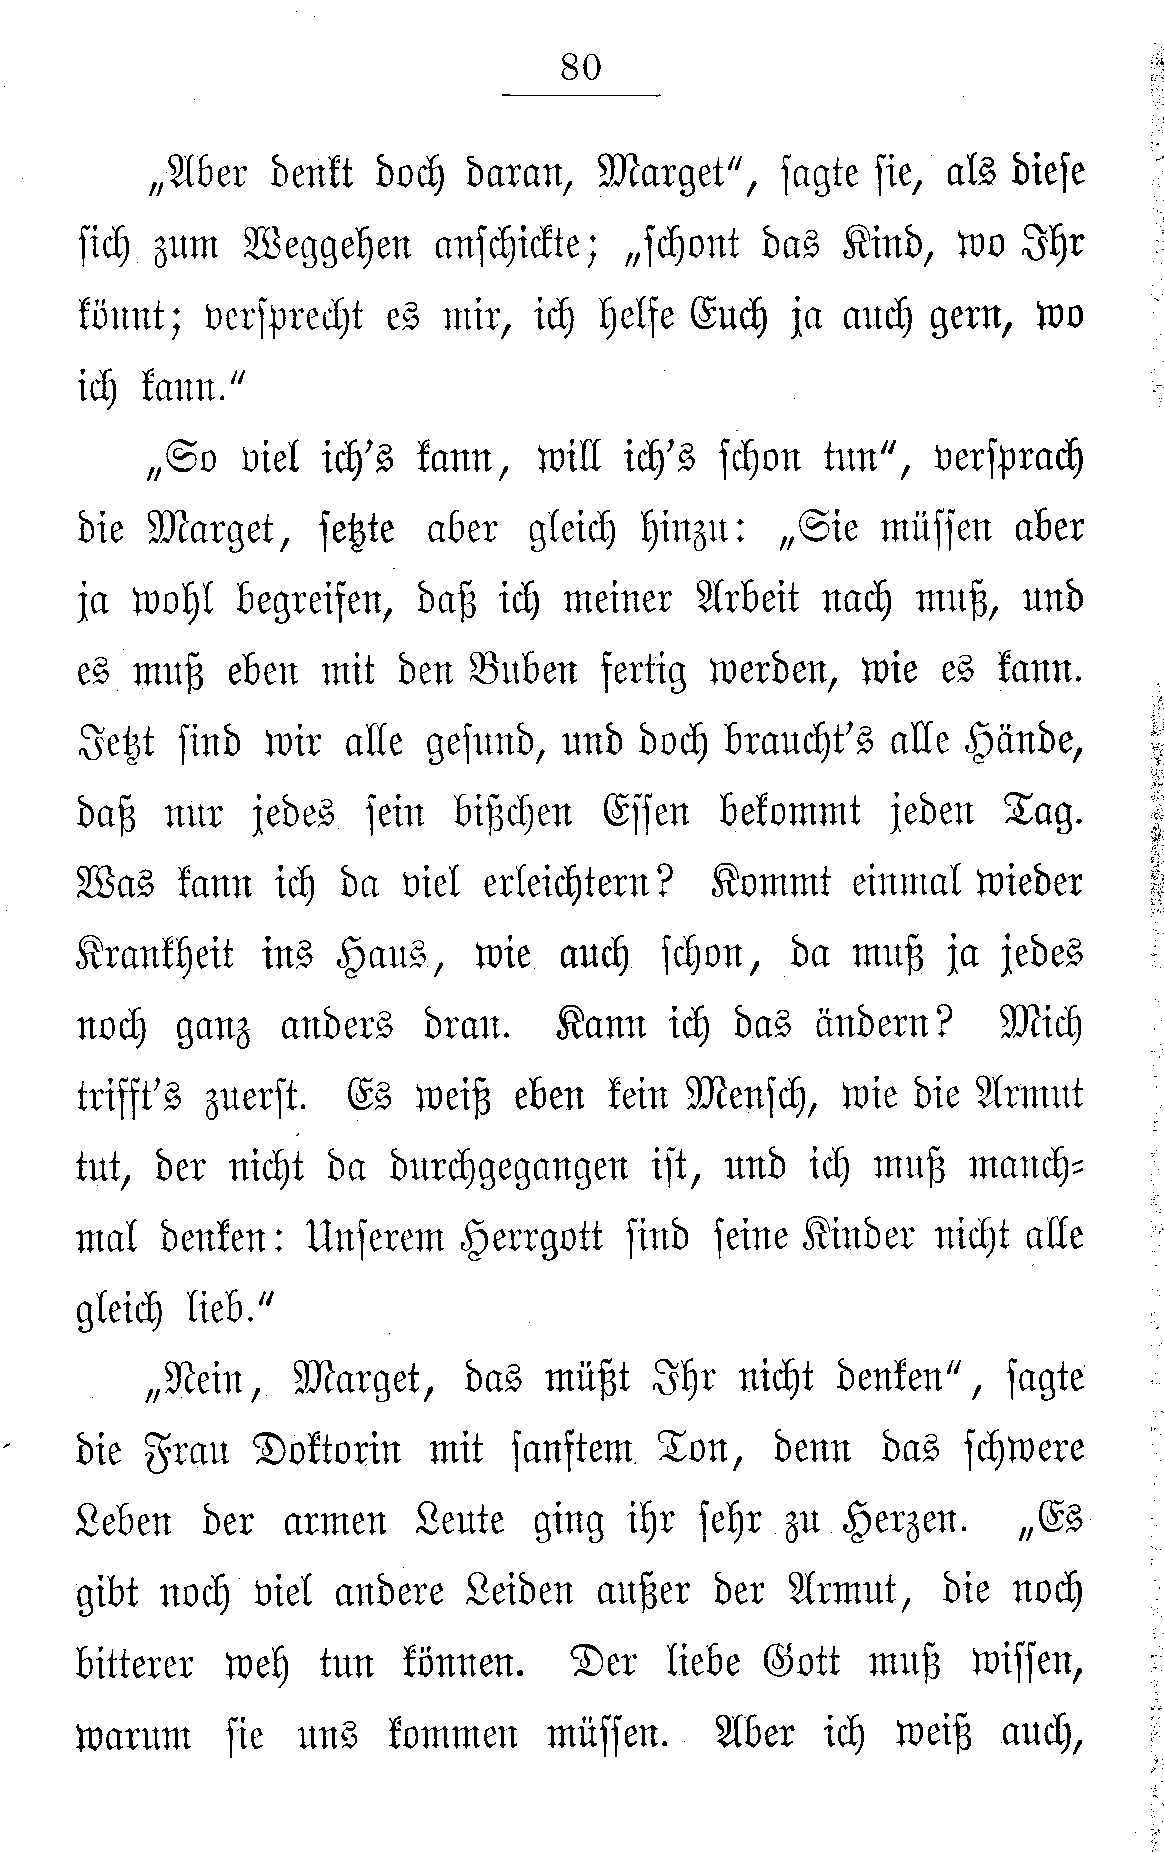 80
„Aber denkt doch daran, Marget“, sagte sie, als diese
sich zum Weggehen anschickte; „schont das Kind, wo Ihr
könnt; versprecht es mir, ich helfe Euch ja auch gern, wo
ich kann.“
„So viel ich's kann, will ich's schon tun“, versprach
die Marget, setzte aber gleich hinzu: „Sie müssen aber
ja wohl begreifen, daß ich meiner Arbeit nach muß, und
es muß eben mit den Buben fertig werden, wie es kann.
Jetzt sind wir alle gesund, und doch braucht's alle Hände,
daß nur jedes sein bißchen Essen bekommt jeden Tag.
Was kann ich da viel erleichtern? Kommt einmal wieder
Krankheit ins Haus, wie auch schon, da muß ja jedes
noch ganz anders dran. Kann ich das ändern? Mich
trifft's zuerst. Es weiß eben kein Mensch, wie die Armut
tut, der nicht da durchgegangen ist, und ich muß manch-
mal denken: Unserem Herrgott sind seine Kinder nicht alle
gleich lieb.“
„Nein, Marget, das müßt Ihr nicht denken“, sagte
die Frau Doktorin mit sanftem Ton, denn das schwere
Leben der armen Leute ging ihr sehr zu Herzen. „Es
gibt noch viel andere Leiden außer der Armut, die noch
bitterer weh tun können. Der liebe Gott muß wissen,
warum sie uns kommen müssen. Aber ich weiß auch,